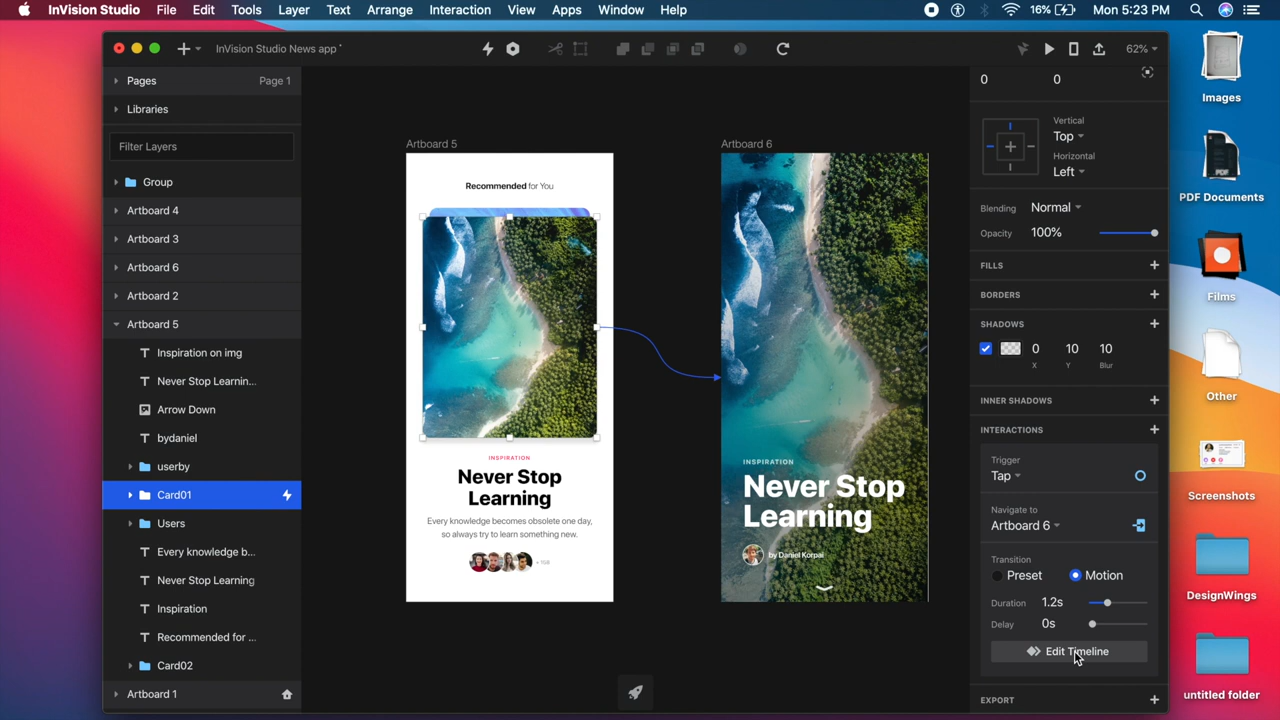 InVision Studio File Edit Tools Layer Text Arrange Interaction View Apps Window Help 16% Mon 5:23 PM
InVision Studio News app * 62%
Pages Page 1
Libraries
Filter Layers
Group
Artboard 4
Artboard 3
Artboard 6
Artboard 2
Artboard 5
Inspiration on img
Never Stop Learnin...
Arrow Down
bydaniel
userby
Card01
Users
Every knowledge b...
Never Stop Learning
Inspiration
Recommended for ...
Card02
Artboard 1
Artboard 5
Recommended for You
INSPIRATION
Never Stop
Learning
Every knowledge becomes obsolete one day,
so always try to learn something new.
+ 159
Artboard 6
INSPIRATION
Never Stop
Learning
by Daniel Korpai
0 0
Vertical
Top
Horizontal
Left
Blending Normal
Opacity 100%
FILLS
BORDERS
SHADOWS
0 10 10
X Y Blur
INNER SHADOWS
INTERACTIONS
Trigger
Tap
Navigate to
Artboard 6
Transition
Preset Motion
Duration 1.2s
Delay 0s
Edit Timeline
EXPORT
Images
PDF
PDF Documents
Films
Other
Screenshots
DesignWings
untitled folder